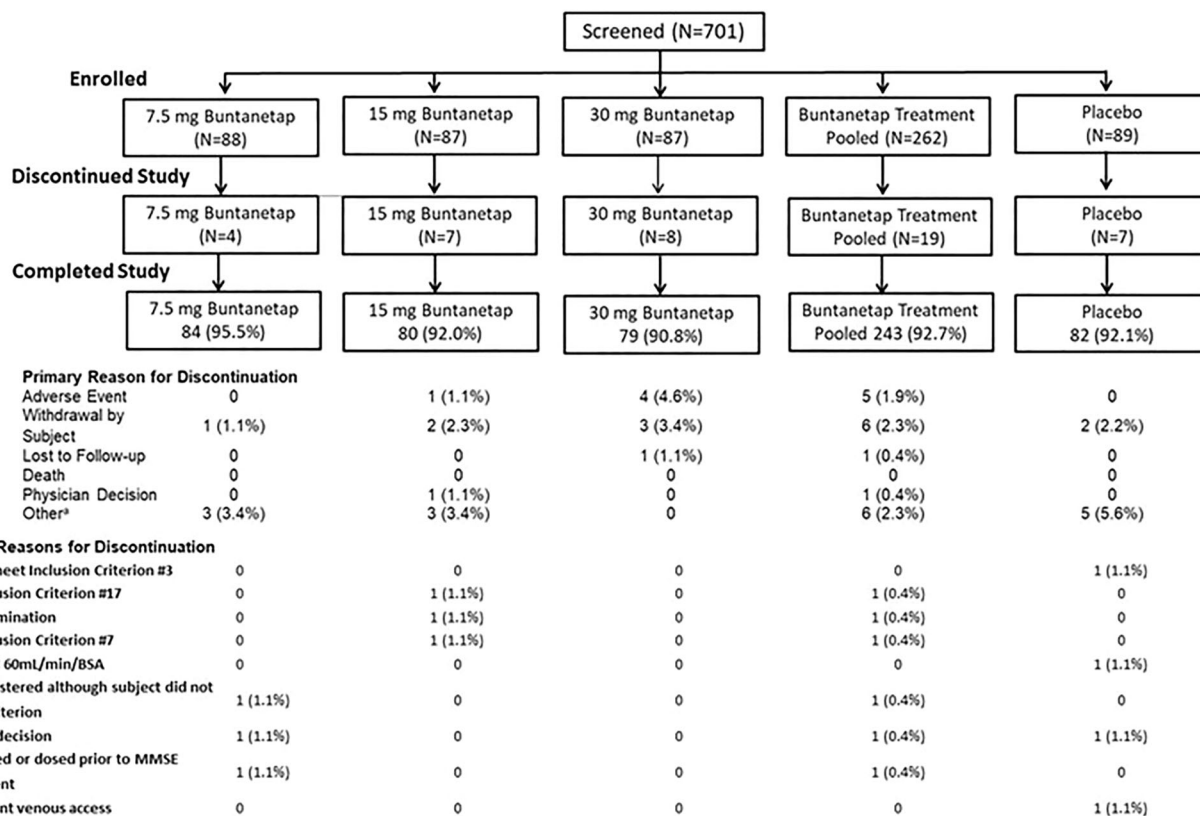 Screened (N=701)
Enrolled
7.5 mg Buntanetap
(N=88)
15 mg Buntanetap
(N=87)
30 mg Buntanetap
(N=87)
Buntanetap Treatment
Pooled (N=262)
Placebo
(N=89)
Discontinued Study
7.5 mg Buntanetap
(N=4)
15 mg Buntanetap
(N=7)
30 mg Buntanetap
(N=8)
Buntanetap Treatment
Pooled (N=19)
Placebo
(N=7)
Completed Study
7.5 mg Buntanetap
84 (95.5%)
15 mg Buntanetap
80 (92.0%)
30 mg Buntanetap
79 (90.8%)
Buntanetap Treatment
Pooled 243 (92.7%)
Placebo
82 (92.1%)
Primary Reason for Discontinuation
Adverse Event 0 1 (1.1%) 4 (4.6%) 5 (1.9%) 0
Withdrawal by
Subject 1 (1.1%) 2 (2.3%) 3 (3.4%) 6 (2.3%) 2 (2.2%)
Lost to Follow-up 0 0 1 (1.1%) 1 (0.4%) 0
Death 0 0 0 0 0
Physician Decision 0 1 (1.1%) 0 1 (0.4%) 0
Otherª 3 (3.4%) 3 (3.4%) 0 6 (2.3%) 5 (5.6%)
Reasons for Discontinuation
eet Inclusion Criterion #3 0 0 0 0 1 (1.1%)
usion Criterion #17 0 1 (1.1%) 0 1 (0.4%) 0
mination 0 1 (1.1%) 0 1 (0.4%) 0
usion Criterion #7 0 1 (1.1%) 0 1 (0.4%) 0
60mL/min/BSA 0 0 0 0 1 (1.1%)
stered although subject did not
terion 1 (1.1%) 0 0 1 (0.4%) 0
decision 1 (1.1%) 0 0 1 (0.4%) 1 (1.1%)
ed or dosed prior to MMSE
nt 1 (1.1%) 0 0 1 (0.4%) 0
nt venous access 0 0 0 0 1 (1.1%)